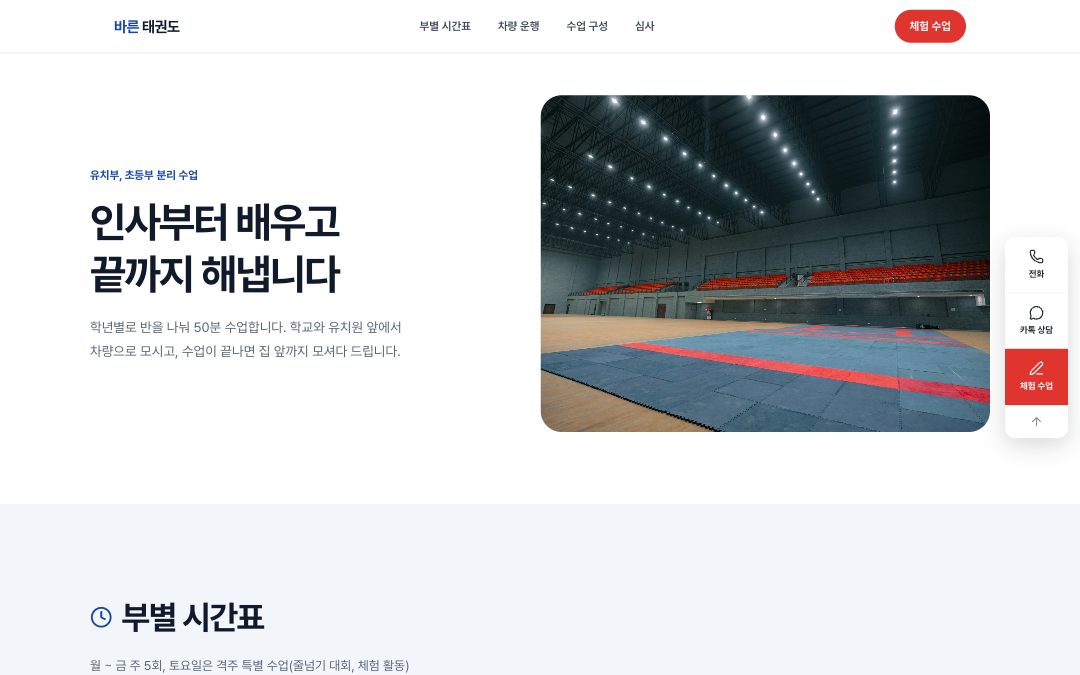 바른 태권도
부별 시간표
차량 운행
수업 구성
심사
체험 수업
유치부, 초등부 분리 수업
인사부터 배우고
끝까지 해냅니다
학년별로 반을 나눠 50분 수업합니다. 학교와 유치원 앞에서
차량으로 모시고, 수업이 끝나면 집 앞까지 모셔다 드립니다.
전화
카톡 상담
체험 수업
부별 시간표
월 ~ 금 주 5회, 토요일은 격주 특별 수업(줄넘기 대회, 체험 활동)